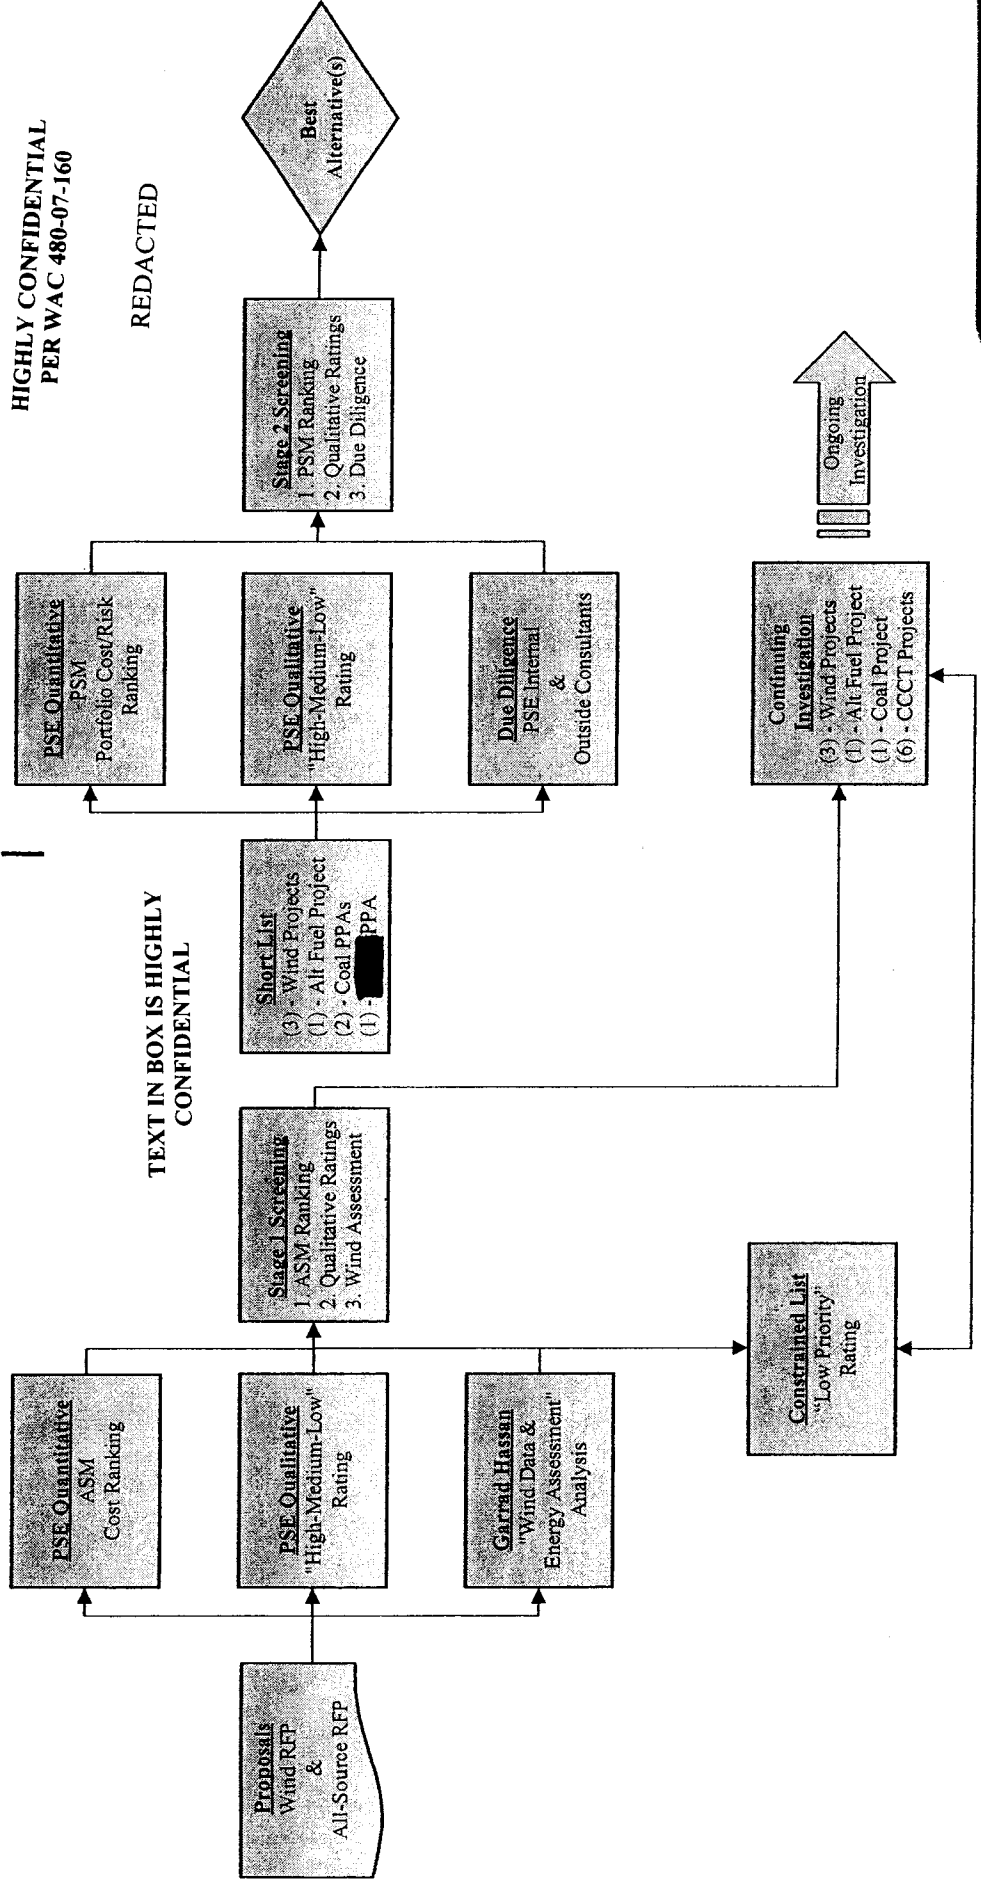 HIGHLY CONFIDENTIAL
PER WAC 480-07-160
REDACTED
TEXT IN BOX IS HIGHLY
CONFIDENTIAL
Proposals
Wind RFP
&
All-Source RFP
PSE Quantitative
ASM
Cost Ranking
PSE Qualitative
"High-Medium-Low"
Rating
Garrad Hassan
"Wind Data &
Energy Assessment"
Analysis
Stage 1 Screening
1. ASM Ranking
2. Qualitative Ratings
3. Wind Assessment
Constrained List
"Low Priority"
Rating
Short List
(3) - Wind Projects
(1) - Alt Fuel Project
(2) - Coal PPAs
(1) - PPA
PSE Quantitative
PSM
Portfolio Cost/Risk
Ranking
PSE Qualitative
"High-Medium-Low"
Rating
Due Diligence
PSE Internal
&
Outside Consultants
Continuing
Investigation
(3) - Wind Projects
(1) - Alt Fuel Project
(1) - Coal Project
(6) - CCCT Projects
Stage 2 Screening
1. PSM Ranking
2. Qualitative Ratings
3. Due Diligence
Best
Alternative(s)
Ongoing
Investigation